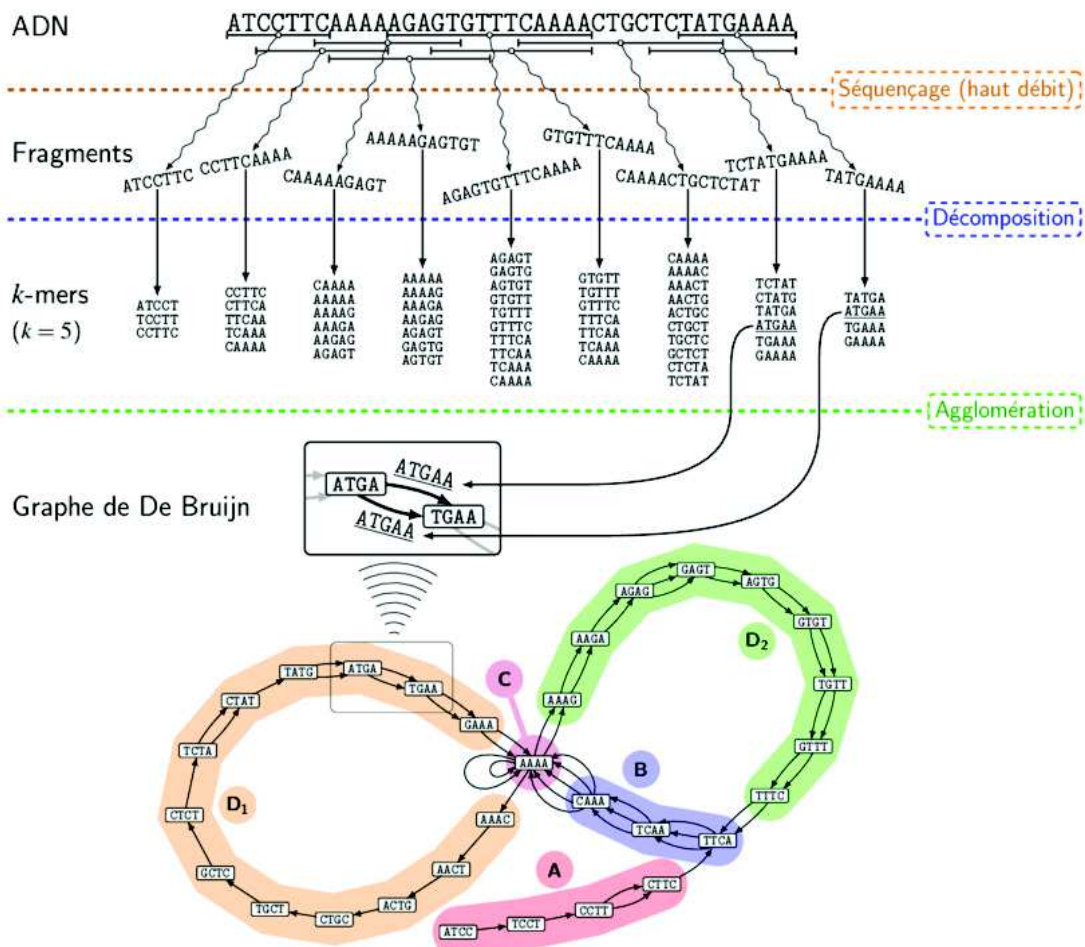 ADN
ATCCTTCAAAAAGAGTGTTTCAAAACTGCTCTATGAAAA
Séquençage (haut débit)
Fragments
ATCCTTC
CCTTCAAAA
CAAAAAGAGT
AAAAAGAGTGT
AGAGTGTTTCAAAA
GTGTTTCAAAA
CAAAACTGCTCTAT
TCTATGAAAA
TATGAAAA
Décomposition
k-mers
(k = 5)
ATCCT
TCCTT
CCTTC
CCTTC
CTTCA
TTCAA
TCAAA
CAAAA
CAAAA
AAAAA
AAAAG
AAAGA
AAGAG
AGAGT
AAAAA
AAAAG
AAAGA
AAGAG
AGAGT
GAGTG
AGTGT
AGAGT
GAGTG
AGTGT
GTGTT
TGTTT
GTTTC
TTTCA
TTCAA
TCAAA
CAAAA
GTGTT
TGTTT
GTTTC
TTTCA
TTCAA
TCAAA
CAAAA
CAAAA
AAAAC
AAACT
AACTG
ACTGC
CTGCT
TGCTC
GCTCT
CTCTA
TCTAT
TCTAT
CTATG
TATGA
ATGAA
TGAAA
GAAAA
TATGA
ATGAA
TGAAA
GAAAA
Agglomération
Graphe de De Bruijn
ATGA
ATGAA
TGAA
ATGAA
GAGT
AGAG
AGTG
AAGA
GTGT
D2
TGTT
AAAG
GTTT
TTTC
C
AAAA
B
CAAA
TCAA
TTCA
ATGA
TATG
TGAA
CTAT
GAAA
TCTA
D1
CTCT
AAAC
GCTC
AACT
TGCT
ACTG
CTGC
A
CTTC
CCTT
TCCT
ATCC